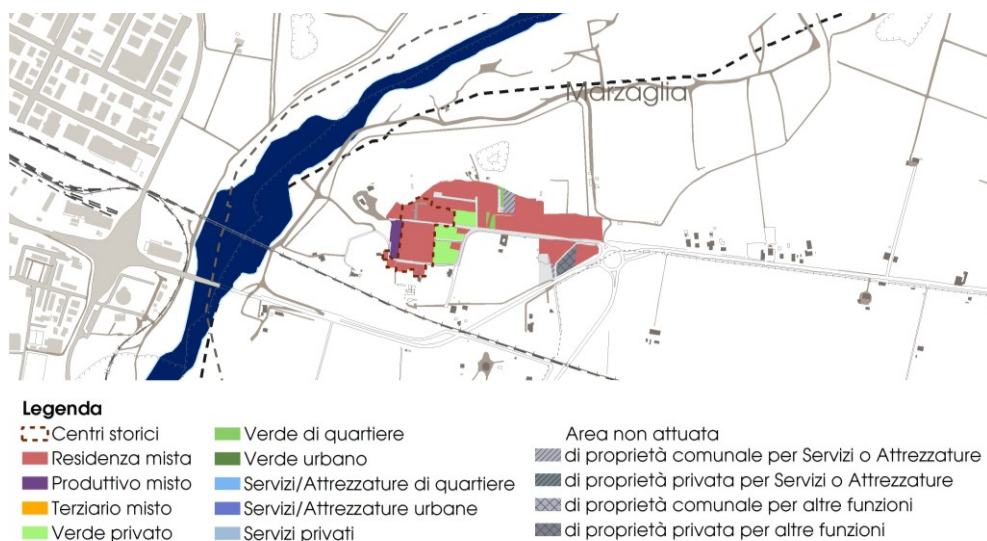 Marzaglia
Legenda
Centri storici
Residenza mista
Produttivo misto
Terziario misto
Verde privato
Verde di quartiere
Verde urbano
Servizi/Attrezzature di quartiere
Servizi/Attrezzature urbane
Servizi privati
Area non attuata
di proprietà comunale per Servizi o Attrezzature
di proprietà privata per Servizi o Attrezzature
di proprietà comunale per altre funzioni
di proprietà privata per altre funzioni